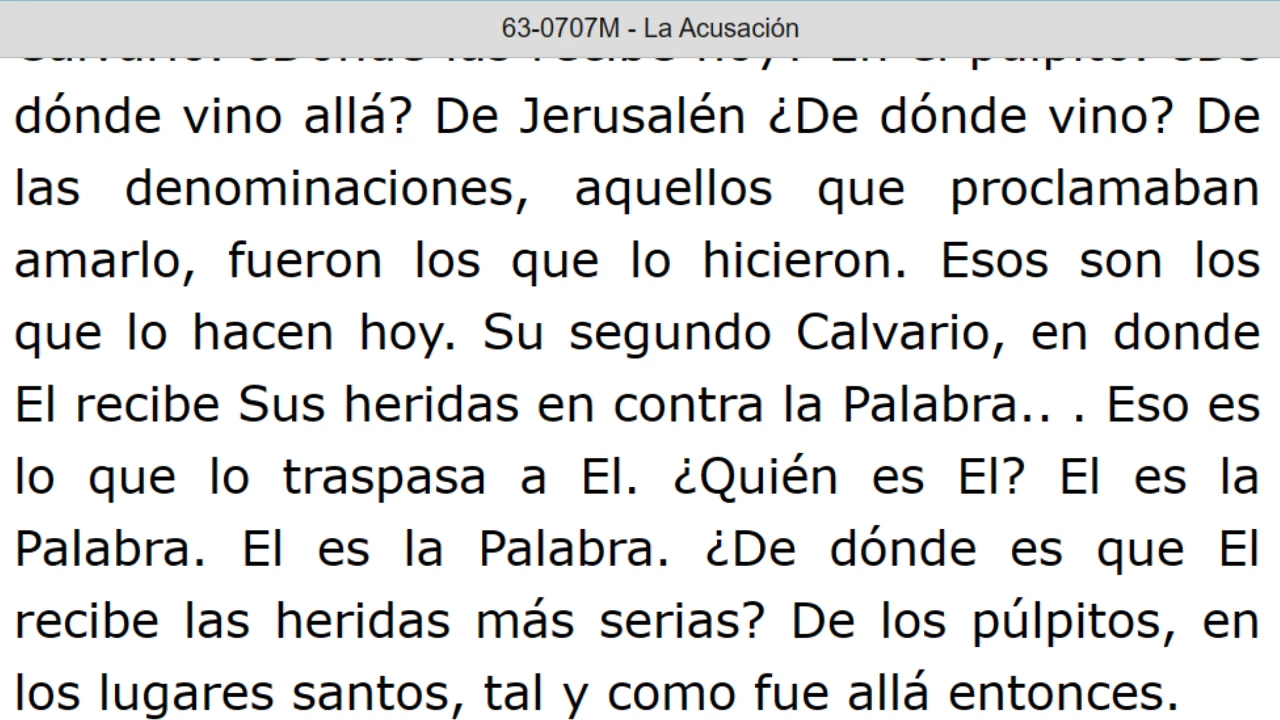 63-0707M - La Acusación
dónde vino allá? De Jerusalén ¿De dónde vino? De
las denominaciones, aquellos que proclamaban
amarlo, fueron los que lo hicieron. Esos son los
que lo hacen hoy. Su segundo Calvario, en donde
El recibe Sus heridas en contra la Palabra.. . Eso es
lo que lo traspasa a El. ¿Quién es El? El es la
Palabra. El es la Palabra. ¿De dónde es que El
recibe las heridas más serias? De los púlpitos, en
los lugares santos, tal y como fue allá entonces.